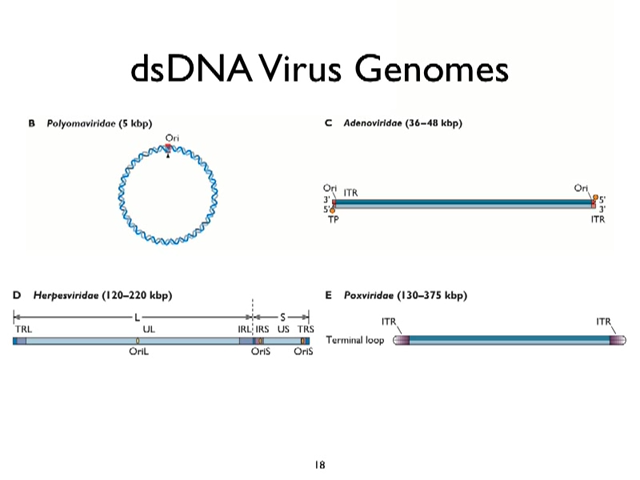 dsDNA Virus Genomes
B Polyomaviridae (5 kbp)
Ori
C Adenoviridae (36–48 kbp)
Ori ITR Ori
3' 5'
5' 3'
TP ITR
D Herpesviridae (120–220 kbp)
L S
TRL UL IRL IRS US TRS
OriL OriS OriS
E Poxviridae (130–375 kbp)
ITR ITR
Terminal loop
18